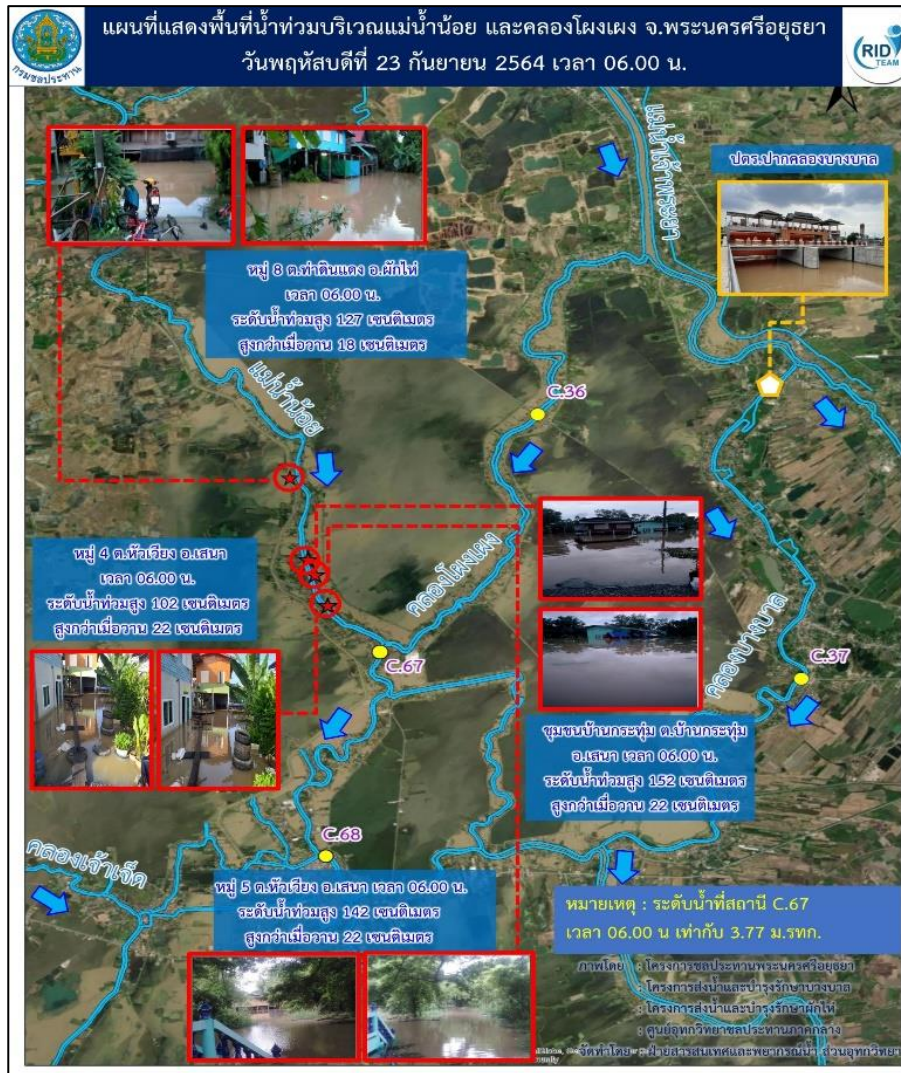 แผนที่แสดงพื้นที่น้ำท่วมบริเวณแม่น้ำน้อย และคลองโผงเผง จ.พระนครศรีอยุธยา
วันพฤหัสบดีที่ 23 กันยายน 2564 เวลา 06.00 น.
กรมชลประทาน
RID
TEAM
แม่น้ำเจ้าพระยา
ปตร.ปากคลองบางบาล
หมู่ 8 ต.ท่าดินแดง อ.ผักไห่
เวลา 06.00 น.
ระดับน้ำท่วมสูง 127 เซนติเมตร
สูงกว่าเมื่อวาน 18 เซนติเมตร
แม่น้ำน้อย
C.36
หมู่ 4 ต.หัวเวียง อ.เสนา
เวลา 06.00 น.
ระดับน้ำท่วมสูง 102 เซนติเมตร
สูงกว่าเมื่อวาน 22 เซนติเมตร
คลองโผงเผง
C.67
คลองบางบาล
C.37
ชุมชนบ้านกระทุ่ม ต.บ้านกระทุ่ม
อ.เสนา เวลา 06.00 น.
ระดับน้ำท่วมสูง 152 เซนติเมตร
สูงกว่าเมื่อวาน 22 เซนติเมตร
C.68
คลองเจ้าเจ็ด
หมู่ 5 ต.หัวเวียง อ.เสนา เวลา 06.00 น.
ระดับน้ำท่วมสูง 142 เซนติเมตร
สูงกว่าเมื่อวาน 22 เซนติเมตร
หมายเหตุ : ระดับน้ำที่สถานี C.67
เวลา 06.00 น เท่ากับ 3.77 ม.รทก.
ภาพโดย : โครงการชลประทานพระนครศรีอยุธยา
: โครงการส่งน้ำและบำรุงรักษาบางบาล
: โครงการส่งน้ำและบำรุงรักษาผักไห่
: ศูนย์อุทกวิทยาชลประทานภาคกลาง
จัดทำโดย : ฝ่ายสารสนเทศและพยากรณ์น้ำ ส่วนอุทกวิทยา